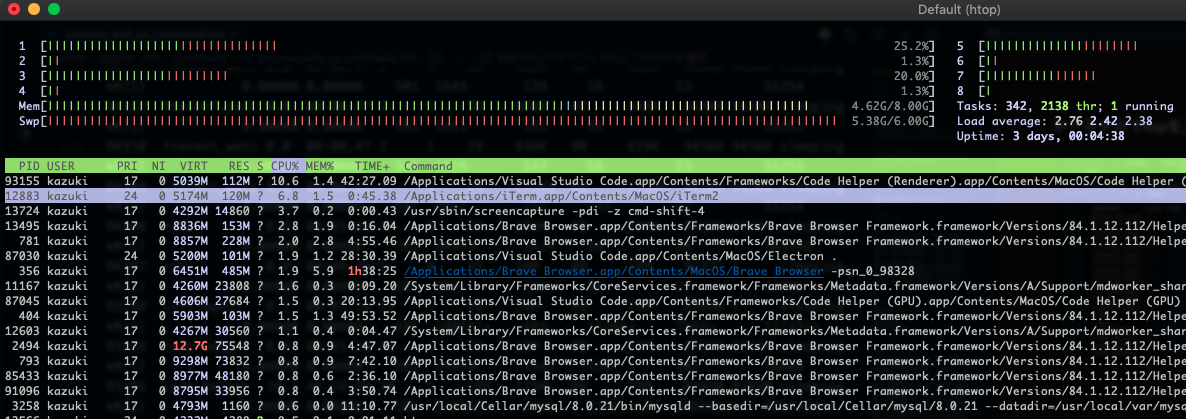 Default (htop)
1 [||||||||||||||||||||||||||||||||||| 25.2%] 5 [|||||||||||||||||||||||
2 [|| 1.3%] 6 [||
3 [||||||||||||||||||||||||||| 20.0%] 7 [|||||||||||||||||
4 [|| 1.3%] 8 [|
Mem[|||||||||||||||||||||||||||||||||||||||||||||||| 4.62G/8.00G] Tasks: 342, 2138 thr; 1 running
Swp[|||||||||||||||||||||||||||||||||||||||||||||||| 5.38G/6.00G] Load average: 2.76 2.42 2.38
Uptime: 3 days, 00:04:38
PID USER PRI NI VIRT RES S CPU% MEM% TIME+ Command
93155 kazuki 17 0 5039M 112M ? 10.6 1.4 42:27.09 /Applications/Visual Studio Code.app/Contents/Frameworks/Code Helper (Renderer).app/Contents/MacOS/Code Helper (
12883 kazuki 24 0 5174M 120M ? 6.8 1.5 0:45.38 /Applications/iTerm.app/Contents/MacOS/iTerm2
13724 kazuki 17 0 4292M 14860 ? 3.7 0.2 0:00.43 /usr/sbin/screencapture -pdi -z cmd-shift-4
13495 kazuki 17 0 8836M 153M ? 2.8 1.9 0:16.04 /Applications/Brave Browser.app/Contents/Frameworks/Brave Browser Framework.framework/Versions/84.1.12.112/Helpe
781 kazuki 17 0 8857M 228M ? 2.0 2.8 4:55.46 /Applications/Brave Browser.app/Contents/Frameworks/Brave Browser Framework.framework/Versions/84.1.12.112/Helpe
87030 kazuki 24 0 5200M 101M ? 1.9 1.2 28:30.39 /Applications/Visual Studio Code.app/Contents/MacOS/Electron .
356 kazuki 17 0 6451M 485M ? 1.9 5.9 1h38:25 /Applications/Brave Browser.app/Contents/MacOS/Brave Browser -psn_0_98328
11167 kazuki 17 0 4260M 23808 ? 1.6 0.3 0:09.20 /System/Library/Frameworks/CoreServices.framework/Frameworks/Metadata.framework/Versions/A/Support/mdworker_shar
87045 kazuki 17 0 4606M 27684 ? 1.5 0.3 20:13.95 /Applications/Visual Studio Code.app/Contents/Frameworks/Code Helper (GPU).app/Contents/MacOS/Code Helper (GPU)
404 kazuki 17 0 5903M 103M ? 1.5 1.3 49:53.52 /Applications/Brave Browser.app/Contents/Frameworks/Brave Browser Framework.framework/Versions/84.1.12.112/Helpe
12603 kazuki 17 0 4267M 30560 ? 1.1 0.4 0:04.47 /System/Library/Frameworks/CoreServices.framework/Frameworks/Metadata.framework/Versions/A/Support/mdworker_shar
2494 kazuki 17 0 12.7G 75548 ? 0.8 0.9 4:47.07 /Applications/Brave Browser.app/Contents/Frameworks/Brave Browser Framework.framework/Versions/84.1.12.112/Helpe
793 kazuki 17 0 9298M 73832 ? 0.8 0.9 7:42.10 /Applications/Brave Browser.app/Contents/Frameworks/Brave Browser Framework.framework/Versions/84.1.12.112/Helpe
85433 kazuki 17 0 8977M 48180 ? 0.8 0.6 2:36.10 /Applications/Brave Browser.app/Contents/Frameworks/Brave Browser Framework.framework/Versions/84.1.12.112/Helpe
91096 kazuki 17 0 8795M 33956 ? 0.8 0.4 3:50.74 /Applications/Brave Browser.app/Contents/Frameworks/Brave Browser Framework.framework/Versions/84.1.12.112/Helpe
3258 kazuki 17 0 4793M 1160 ? 0.6 0.0 11:10.77 /usr/local/Cellar/mysql/8.0.21/bin/mysqld --basedir=/usr/local/Cellar/mysql/8.0.21 --datadir=/usr/local/var/mysq